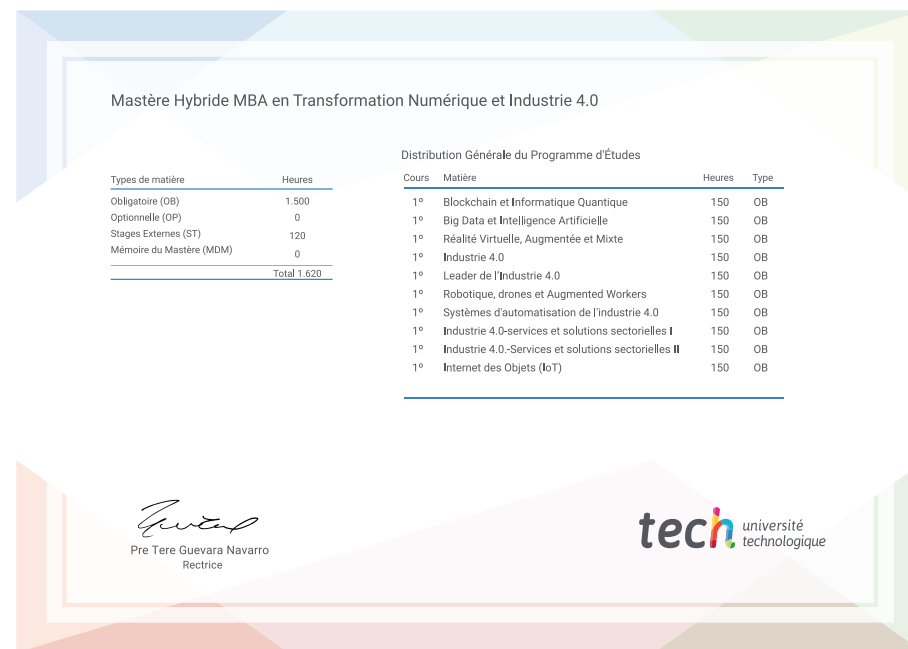 Mastère Hybride MBA en Transformation Numérique et Industrie 4.0
Types de matière Heures
Obligatoire (OB) 1.500
Optionnelle (OP) 0
Stages Externes (ST) 120
Mémoire du Mastère (MDM) 0
Total 1.620
Distribution Générale du Programme d'Études
Cours Matière Heures Type
1º Blockchain et Informatique Quantique 150 OB
1º Big Data et Intelligence Artificielle 150 OB
1º Réalité Virtuelle, Augmentée et Mixte 150 OB
1º Industrie 4.0 150 OB
1º Leader de l'Industrie 4.0 150 OB
1º Robotique, drones et Augmented Workers 150 OB
1º Systèmes d'automatisation de l'industrie 4.0 150 OB
1º Industrie 4.0-services et solutions sectorielles I 150 OB
1º Industrie 4.0.-Services et solutions sectorielles II 150 OB
1º Internet des Objets (IoT) 150 OB
Pre Tere Guevara Navarro
Rectrice
tech université
technologique